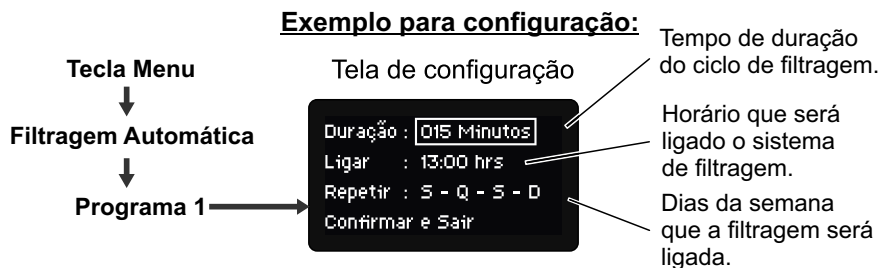 Exemplo para configuração:
Tecla Menu
Filtragem Automática
Programa 1
Tela de configuração
Duração : 015 Minutos
Ligar : 13:00 hrs
Repetir : S - Q - S - D
Confirmar e Sair
Tempo de duração
do ciclo de filtragem.
Horário que será
ligado o sistema
de filtragem.
Dias da semana
que a filtragem será
ligada.